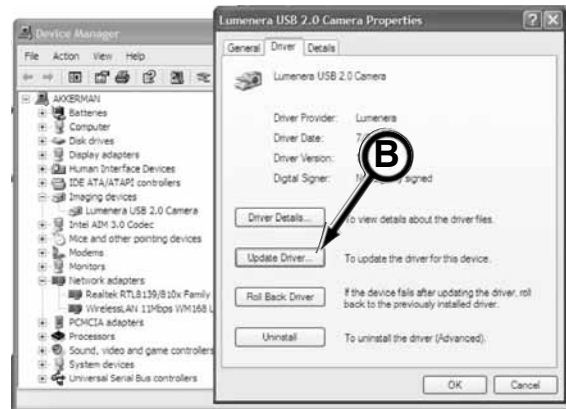 Device Manager
File Action View Help
AKKERMAN
Batteries
Computer
Disk drives
Display adapters
Human Interface Devices
IDE ATA/ATAPI controllers
Imaging devices
Lumenera USB 2.0 Camera
Intel AIM 3.0 Codec
Mice and other pointing devices
Modems
Monitors
Network adapters
Realtek RTL8139/810x Family
WirelessLAN 11Mbps WM168
PCMCIA adapters
Processors
Sound, video and game controllers
System devices
Universal Serial Bus controllers
Lumenera USB 2.0 Camera Properties
General Driver Details
Lumenera USB 2.0 Camera
Driver Provider: Lumenera
Driver Date: 7/
Driver Version:
Digital Signer: signed
B
Driver Details... To view details about the driver files.
Update Driver... To update the driver for this device.
Roll Back Driver If the device fails after updating the driver, roll
back to the previously installed driver.
Uninstall To uninstall the driver (Advanced).
OK Cancel